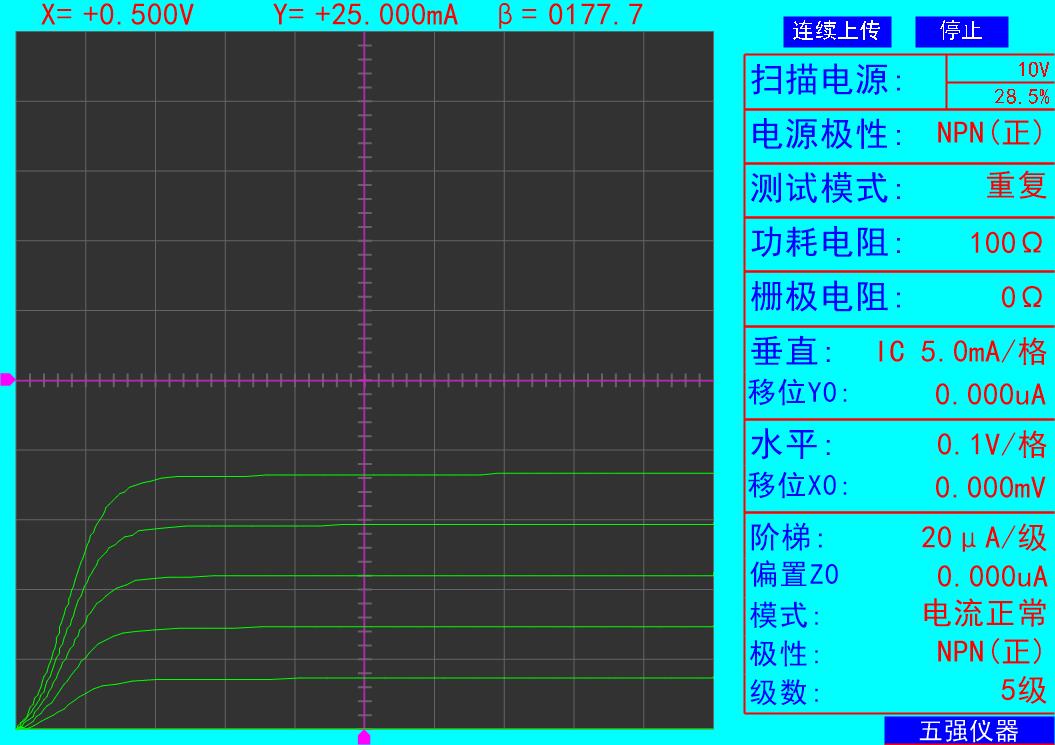 X= +0.500V Y= +25.000mA β = 0177.7
连续上传 停止
扫描电源: 10V
28.5%
电源极性: NPN(正)
测试模式: 重复
功耗电阻: 100Ω
栅极电阻: 0Ω
垂直: IC 5.0mA/格
移位Y0: 0.000uA
水平: 0.1V/格
移位X0: 0.000mV
阶梯: 20μA/级
偏置Z0 0.000uA
模式: 电流正常
极性: NPN(正)
级数: 5级
五强仪器